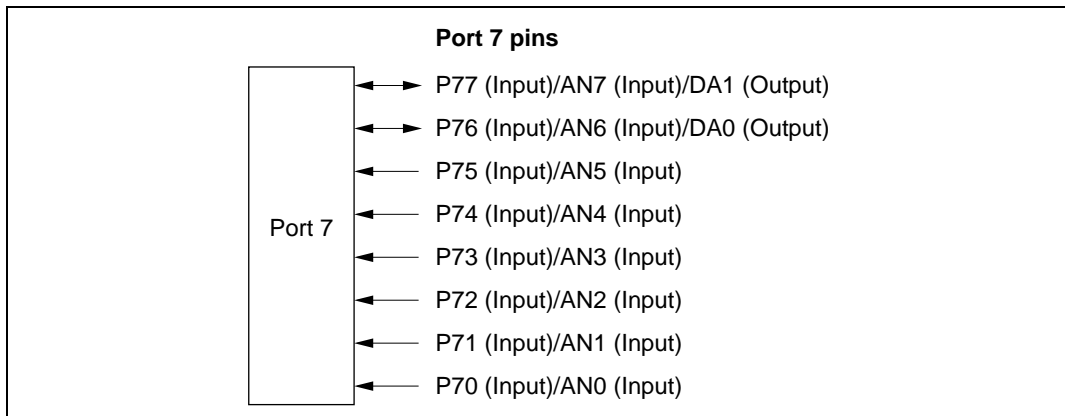 Port 7 pins
P77 (Input)/AN7 (Input)/DA1 (Output)
P76 (Input)/AN6 (Input)/DA0 (Output)
P75 (Input)/AN5 (Input)
P74 (Input)/AN4 (Input)
Port 7
P73 (Input)/AN3 (Input)
P72 (Input)/AN2 (Input)
P71 (Input)/AN1 (Input)
P70 (Input)/AN0 (Input)